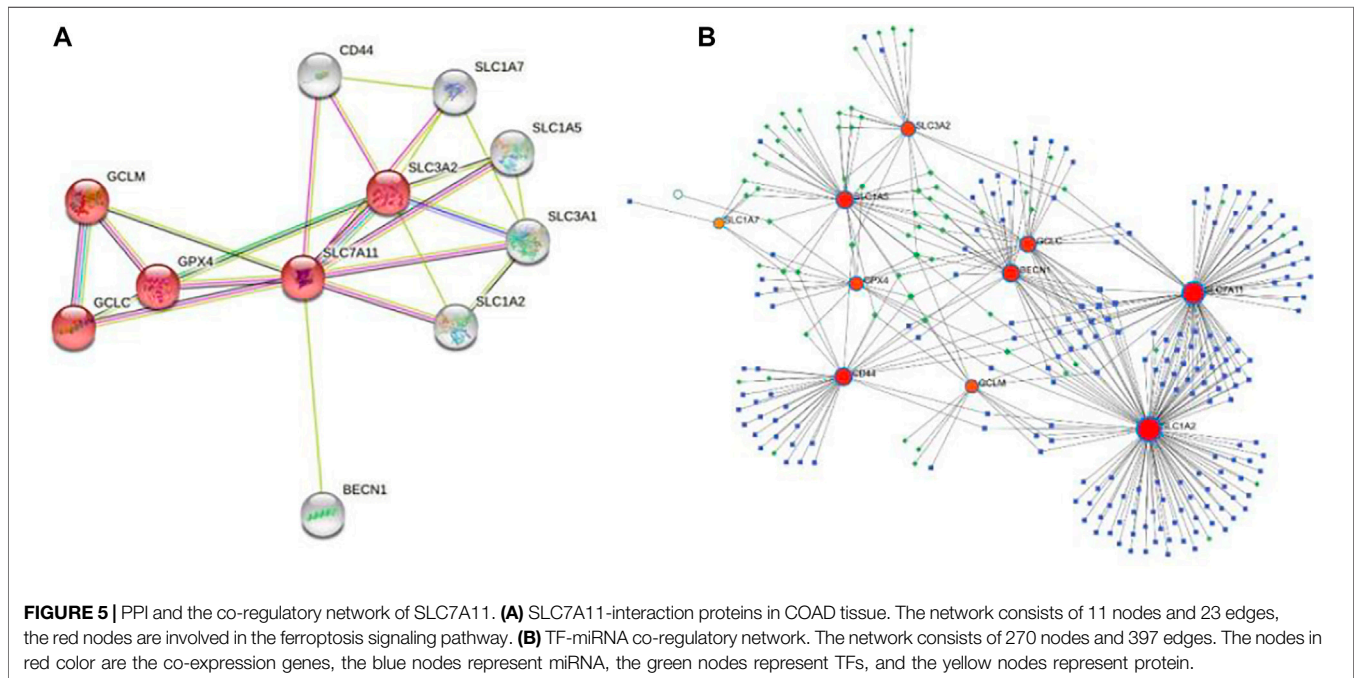 A
B
CD44
SLC1A7
SLC1A5
SLC3A2
GCLM
SLC3A1
SLC7A11
GPX4
GCLC
SLC1A2
BECN1
SLC3A2
SLC1A5
SLC1A7
GCLC
BECN1
GPX4
SLC7A11
CD44
GCLM
SLC1A2
FIGURE 5 | PPI and the co-regulatory network of SLC7A11. (A) SLC7A11-interaction proteins in COAD tissue. The network consists of 11 nodes and 23 edges,
the red nodes are involved in the ferroptosis signaling pathway. (B) TF-miRNA co-regulatory network. The network consists of 270 nodes and 397 edges. The nodes in
red color are the co-expression genes, the blue nodes represent miRNA, the green nodes represent TFs, and the yellow nodes represent protein.